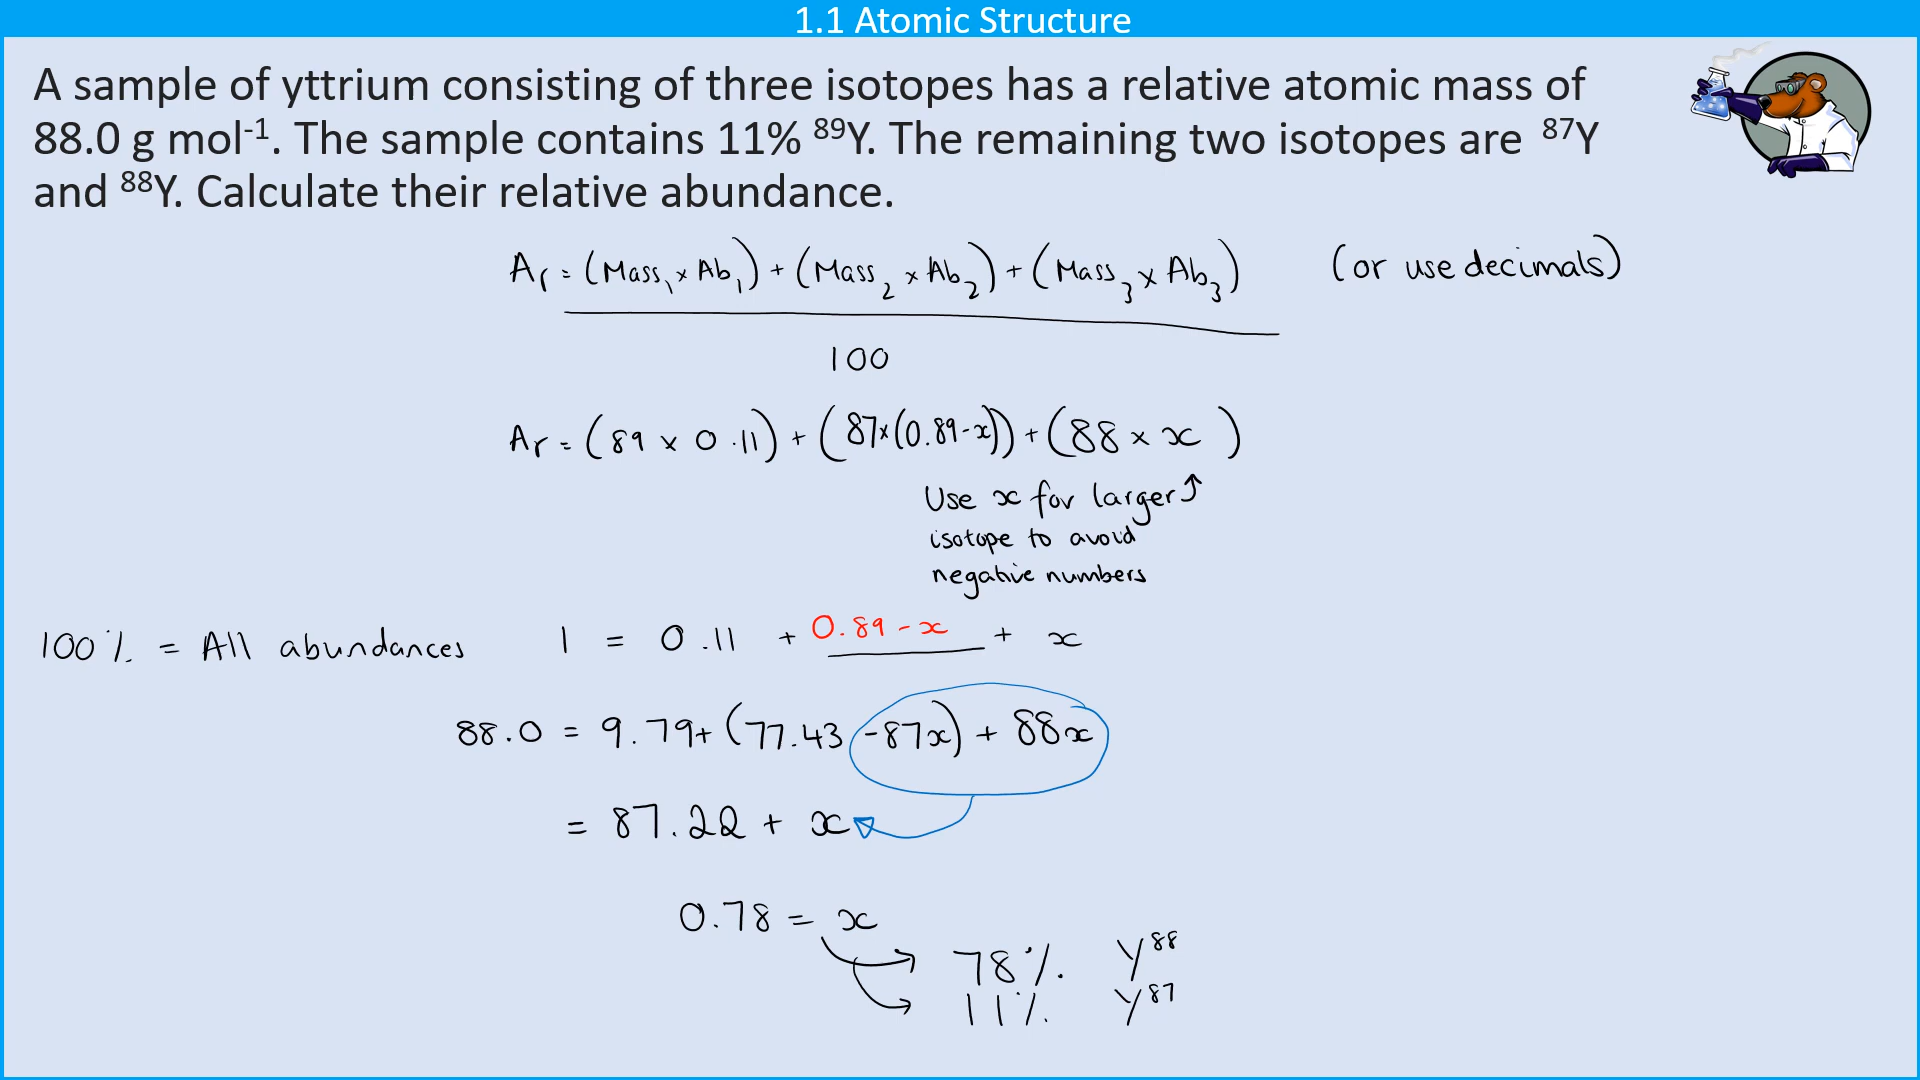 1.1 Atomic Structure
A sample of yttrium consisting of three isotopes has a relative atomic mass of
88.0 g mol⁻¹. The sample contains 11% ⁸⁹Y. The remaining two isotopes are ⁸⁷Y
and ⁸⁸Y. Calculate their relative abundance.
Ar = (Mass₁ × Ab₁) + (Mass₂ × Ab₂) + (Mass₃ × Ab₃) (or use decimals)
100
Ar = (89 × 0.11) + (87×(0.89-x)) + (88 × x)
Use x for larger ↑
isotope to avoid
negative numbers
100% = All abundances 1 = 0.11 + 0.89 - x + x
88.0 = 9.79 + (77.43 - 87x) + 88x
= 87.22 + x
0.78 = x
78% Y⁸⁸
11% Y⁸⁷